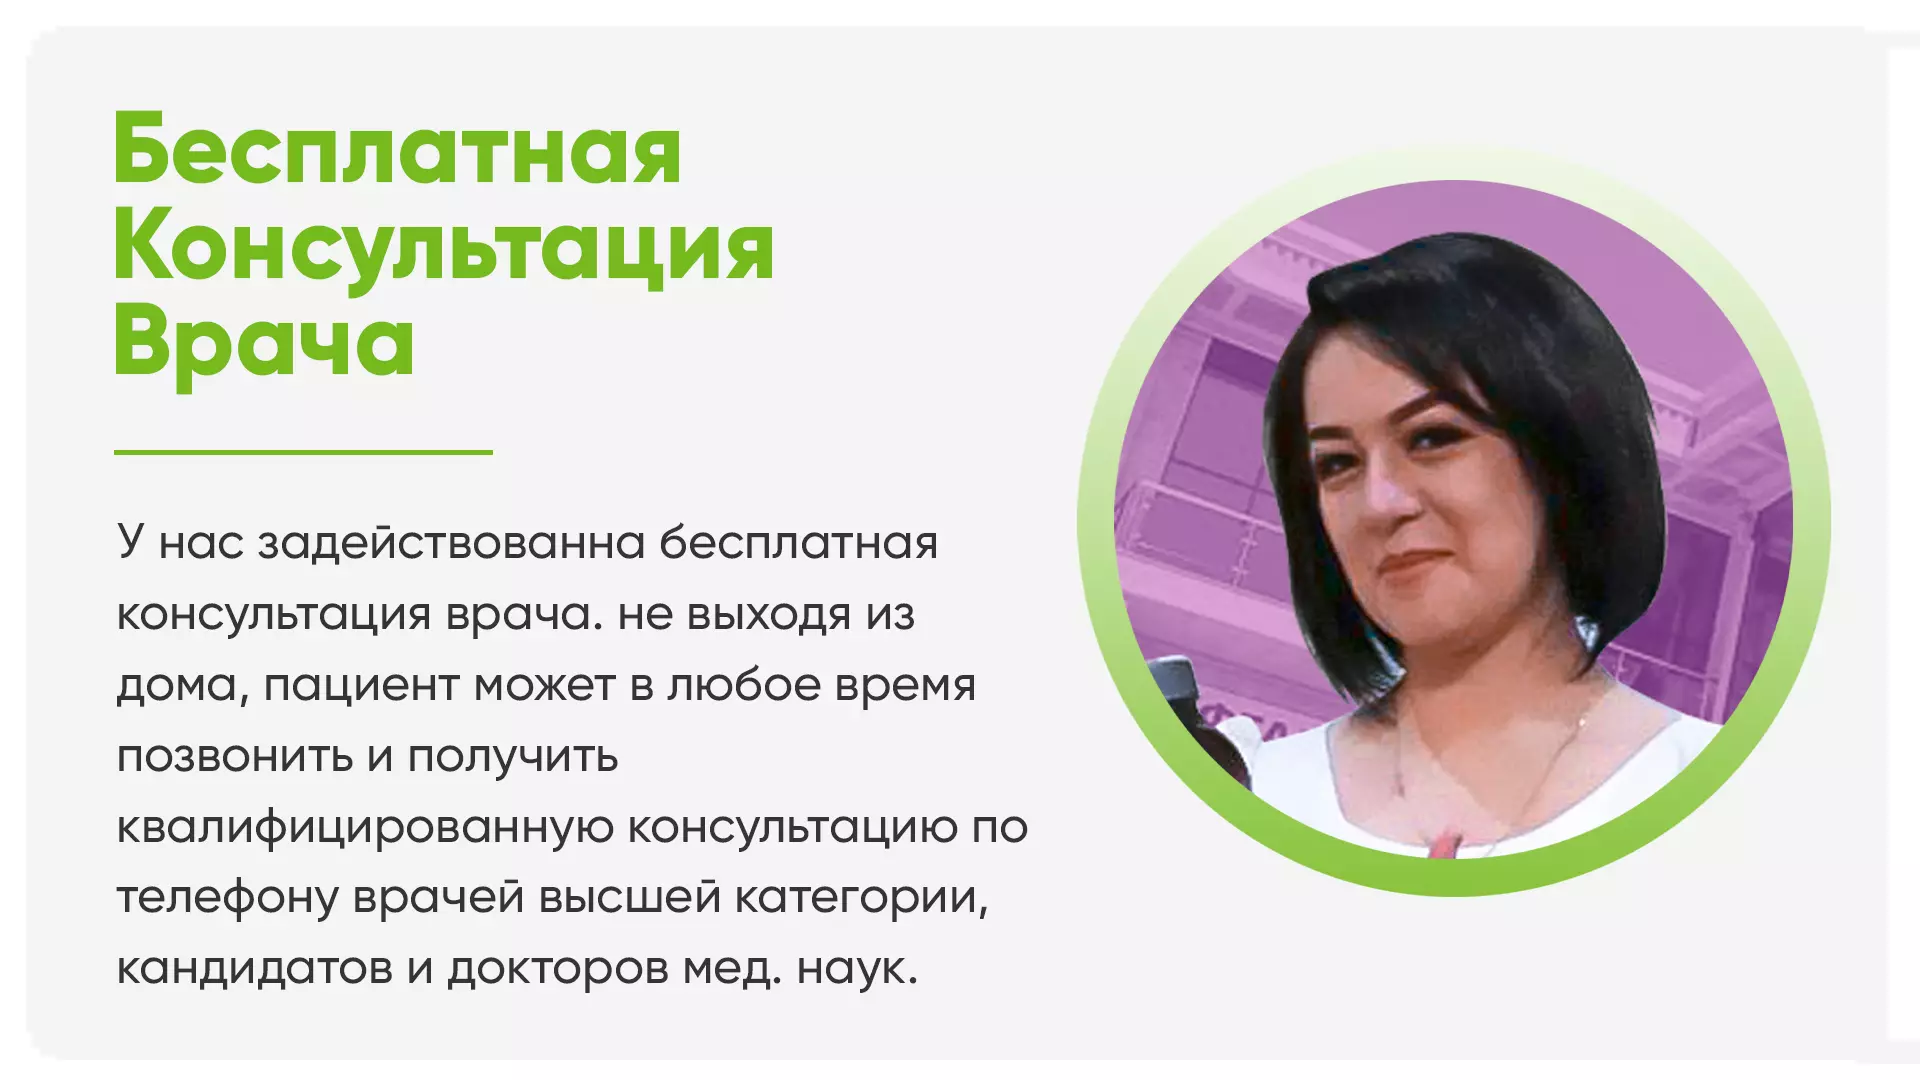 Бесплатная
Консультация
Врача
У нас задействованна бесплатная
консультация врача. не выходя из
дома, пациент может в любое время
позвонить и получить
квалифицированную консультацию по
телефону врачей высшей категории,
кандидатов и докторов мед. наук.